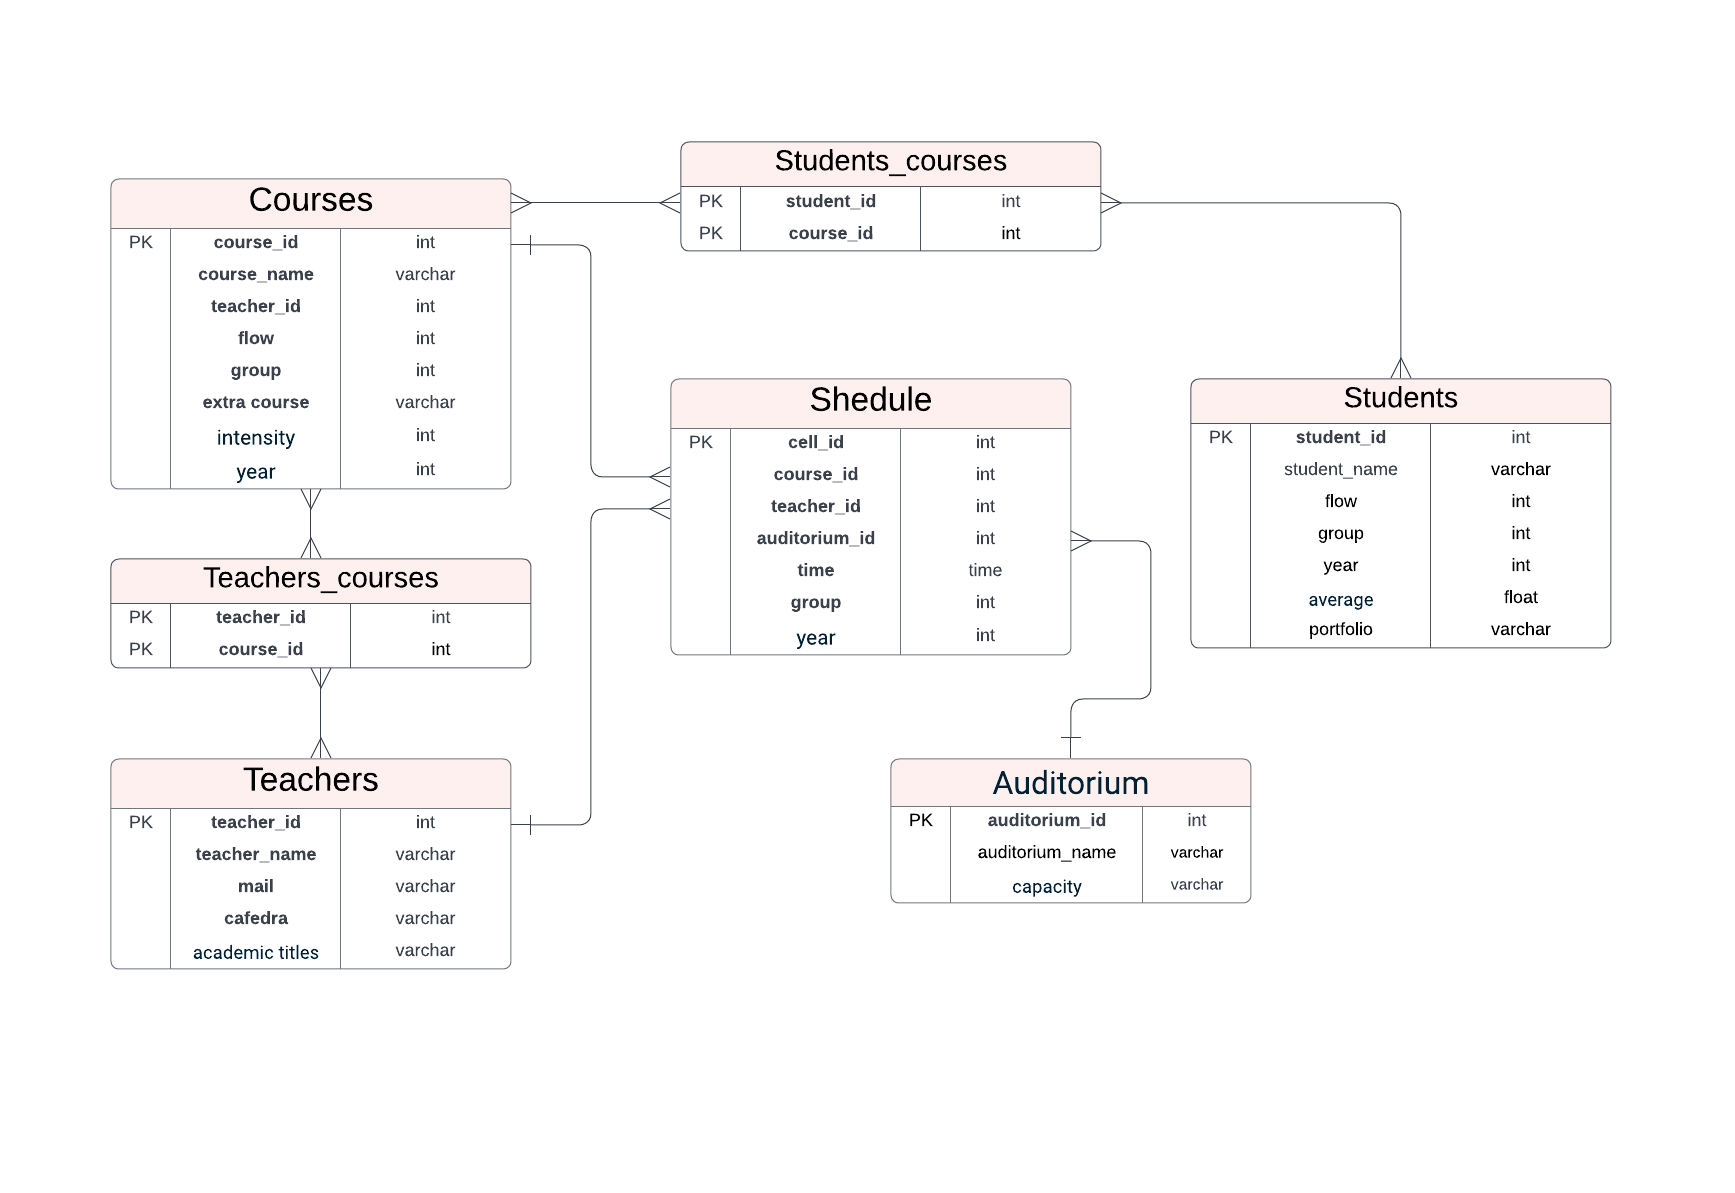 Students_courses
PK student_id int
PK course_id int
Courses
PK course_id int
course_name varchar
teacher_id int
flow int
group int
extra course varchar
intensity int
year int
Shedule
PK cell_id int
course_id int
teacher_id int
auditorium_id int
time time
group int
year int
Students
PK student_id int
student_name varchar
flow int
group int
year int
average float
portfolio varchar
Teachers_courses
PK teacher_id int
PK course_id int
Teachers
PK teacher_id int
teacher_name varchar
mail varchar
cafedra varchar
academic titles varchar
Auditorium
PK auditorium_id int
auditorium_name varchar
capacity varchar